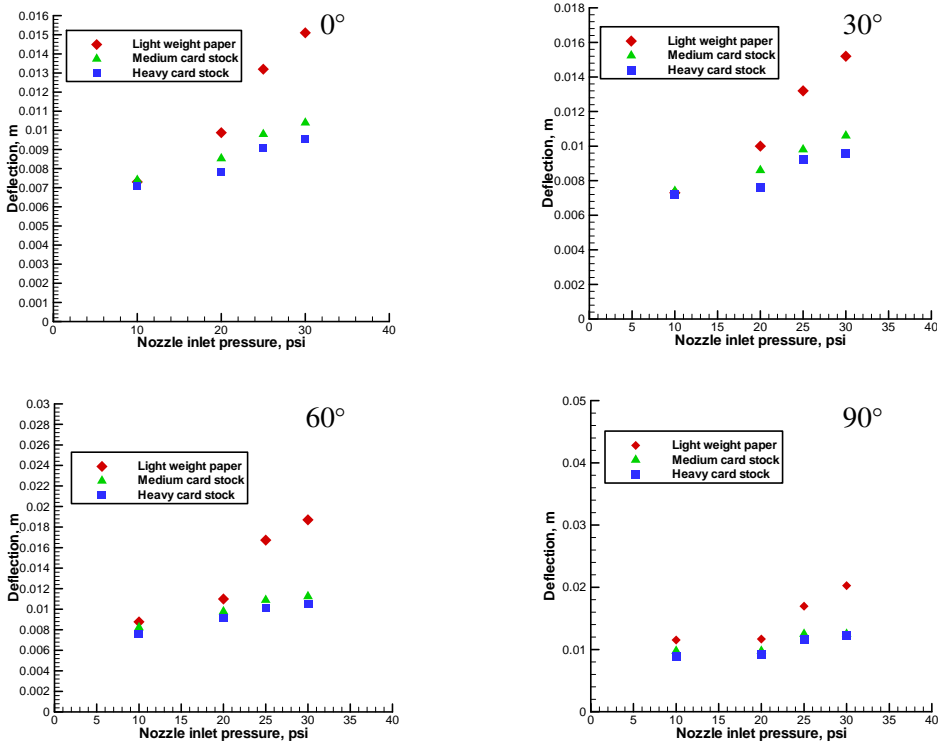 0°
0.016
0.015
0.014
0.013
0.012
0.011
0.01
0.009
0.008
0.007
0.006
0.005
0.004
0.003
0.002
0.001
0
Deflection, m
Light weight paper
Medium card stock
Heavy card stock
0 10 20 30 40
Nozzle inlet pressure, psi
30°
0.018
0.016
0.014
0.012
0.01
0.008
0.006
0.004
0.002
0
Deflection, m
Light weight paper
Medium card stock
Heavy card stock
0 5 10 15 20 25 30 35 40
Nozzle inlet pressure, psi
60°
0.03
0.028
0.026
0.024
0.022
0.02
0.018
0.016
0.014
0.012
0.01
0.008
0.006
0.004
0.002
0
Deflection, m
Light weight paper
Medium card stock
Heavy card stock
0 5 10 15 20 25 30 35 40
Nozzle inlet pressure, psi
90°
0.05
0.04
0.03
0.02
0.01
0
Deflection, m
Light weight paper
Medium card stock
Heavy card stock
0 5 10 15 20 25 30 35 40
Nozzle inlet pressure, psi